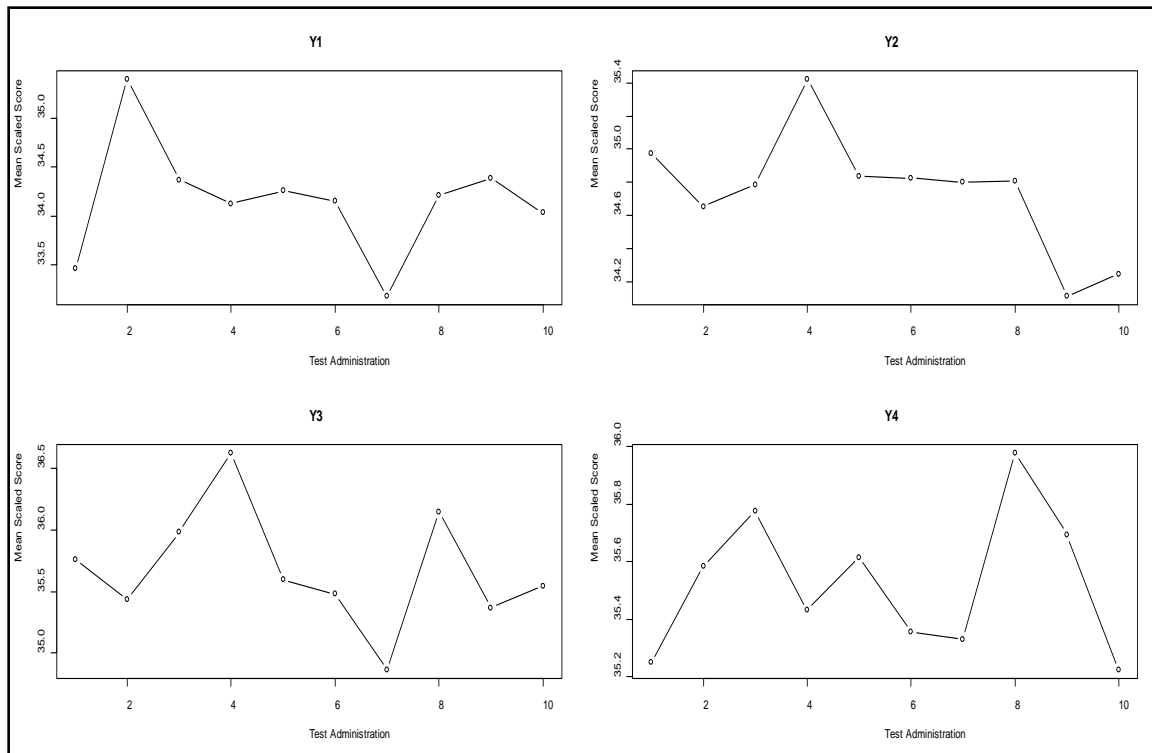 Y1
Mean Scaled Score
35.0
34.5
34.0
33.5
2 4 6 8 10
Test Administration
Y2
Mean Scaled Score
35.4
35.0
34.6
34.2
2 4 6 8 10
Test Administration
Y3
Mean Scaled Score
36.5
36.0
35.5
35.0
2 4 6 8 10
Test Administration
Y4
Mean Scaled Score
36.0
35.8
35.6
35.4
35.2
2 4 6 8 10
Test Administration